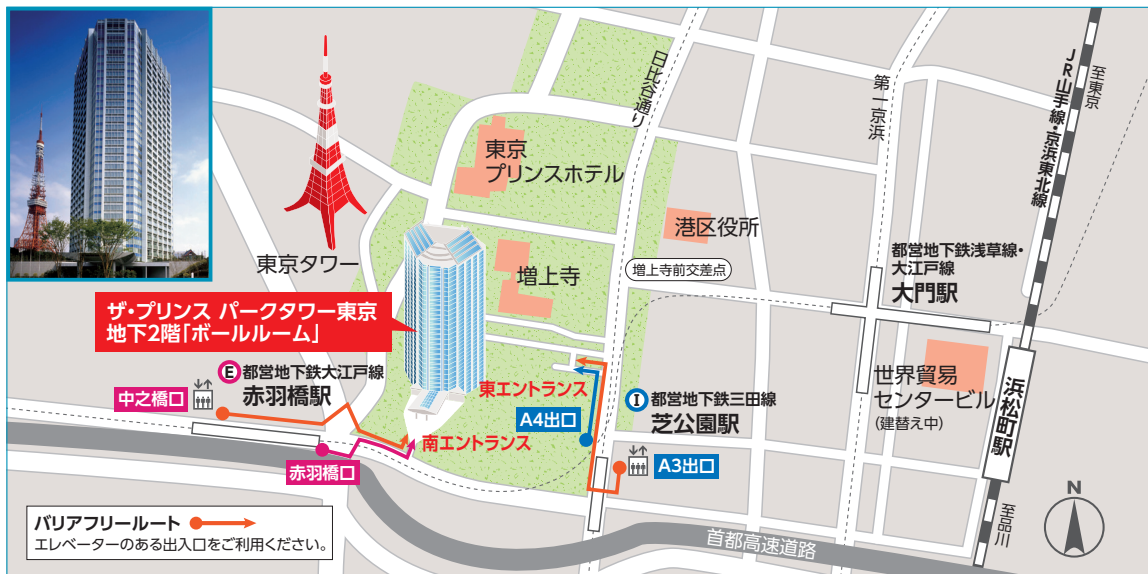 日比谷通り
第一京浜
至東京
JR山手線・京浜東北線
東京
プリンスホテル
港区役所
東京タワー
増上寺
増上寺前交差点
都営地下鉄浅草線・
大江戸線
大門駅
ザ・プリンス パークタワー東京
地下2階「ボールルーム」
E 都営地下鉄大江戸線
赤羽橋駅
中之橋口
赤羽橋口
東エントランス
南エントランス
A4出口
I 都営地下鉄三田線
芝公園駅
A3出口
世界貿易
センタービル
(建替え中)
浜松町駅
至品川
首都高速道路
N
バリアフリールート
エレベーターのある出入口をご利用ください。